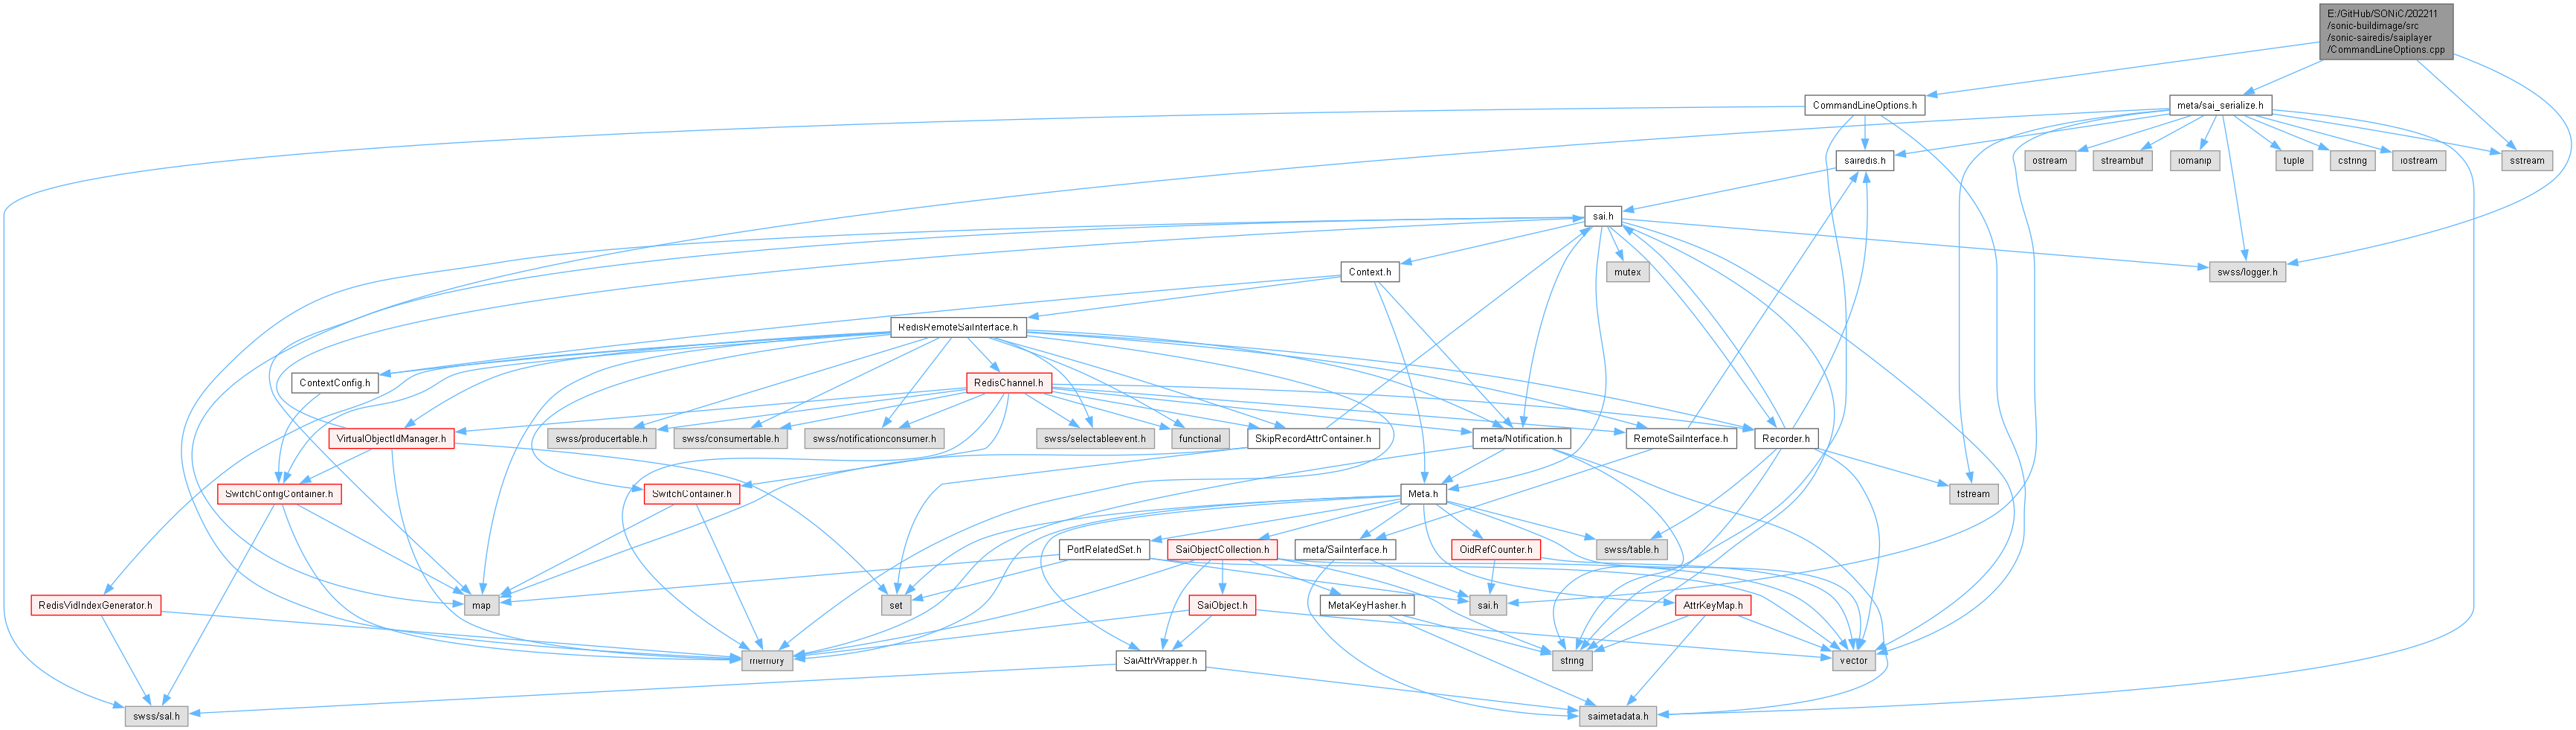 E:/GitHub/SONiC/202211
/sonic-buildimage/src
/sonic-sairedis/saiplayer
/CommandLineOptions.cpp
CommandLineOptions.h
meta/sai_serialize.h
sairedis.h
ostream
streambuf
iomanip
tuple
cstring
iostream
sstream
sai.h
Context.h
mutex
swss/logger.h
RedisRemoteSaiInterface.h
ContextConfig.h
RedisChannel.h
VirtualObjectIdManager.h
swss/producertable.h
swss/consumertable.h
swss/notificationconsumer.h
swss/selectableevent.h
functional
SkipRecordAttrContainer.h
meta/Notification.h
RemoteSaiInterface.h
Recorder.h
SwitchConfigContainer.h
SwitchContainer.h
Meta.h
fstream
PortRelatedSet.h
SaiObjectCollection.h
meta/SaiInterface.h
OidRefCounter.h
swss/table.h
RedisVidIndexGenerator.h
map
set
SaiObject.h
MetaKeyHasher.h
sai.h
AttrKeyMap.h
memory
SaiAttrWrapper.h
string
vector
swss/sal.h
saimetadata.h